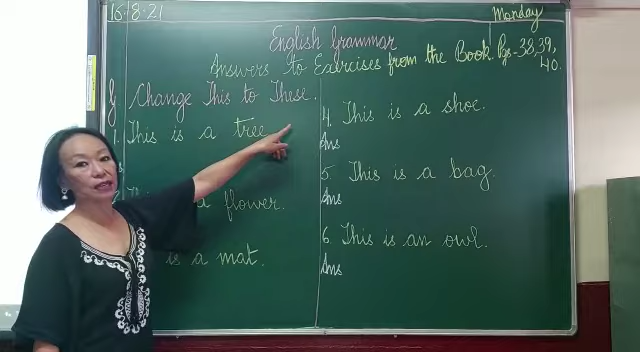 16.8.21
Monday
English Grammar
Answers to Exercises from the Book. Pgs - 38, 39,
40.
Change This to These.
1. This is a tree
flower.
is a mat.
4. This is a shoe.
Ans
5. This is a bag.
Ans
6. This is an owl.
Ans